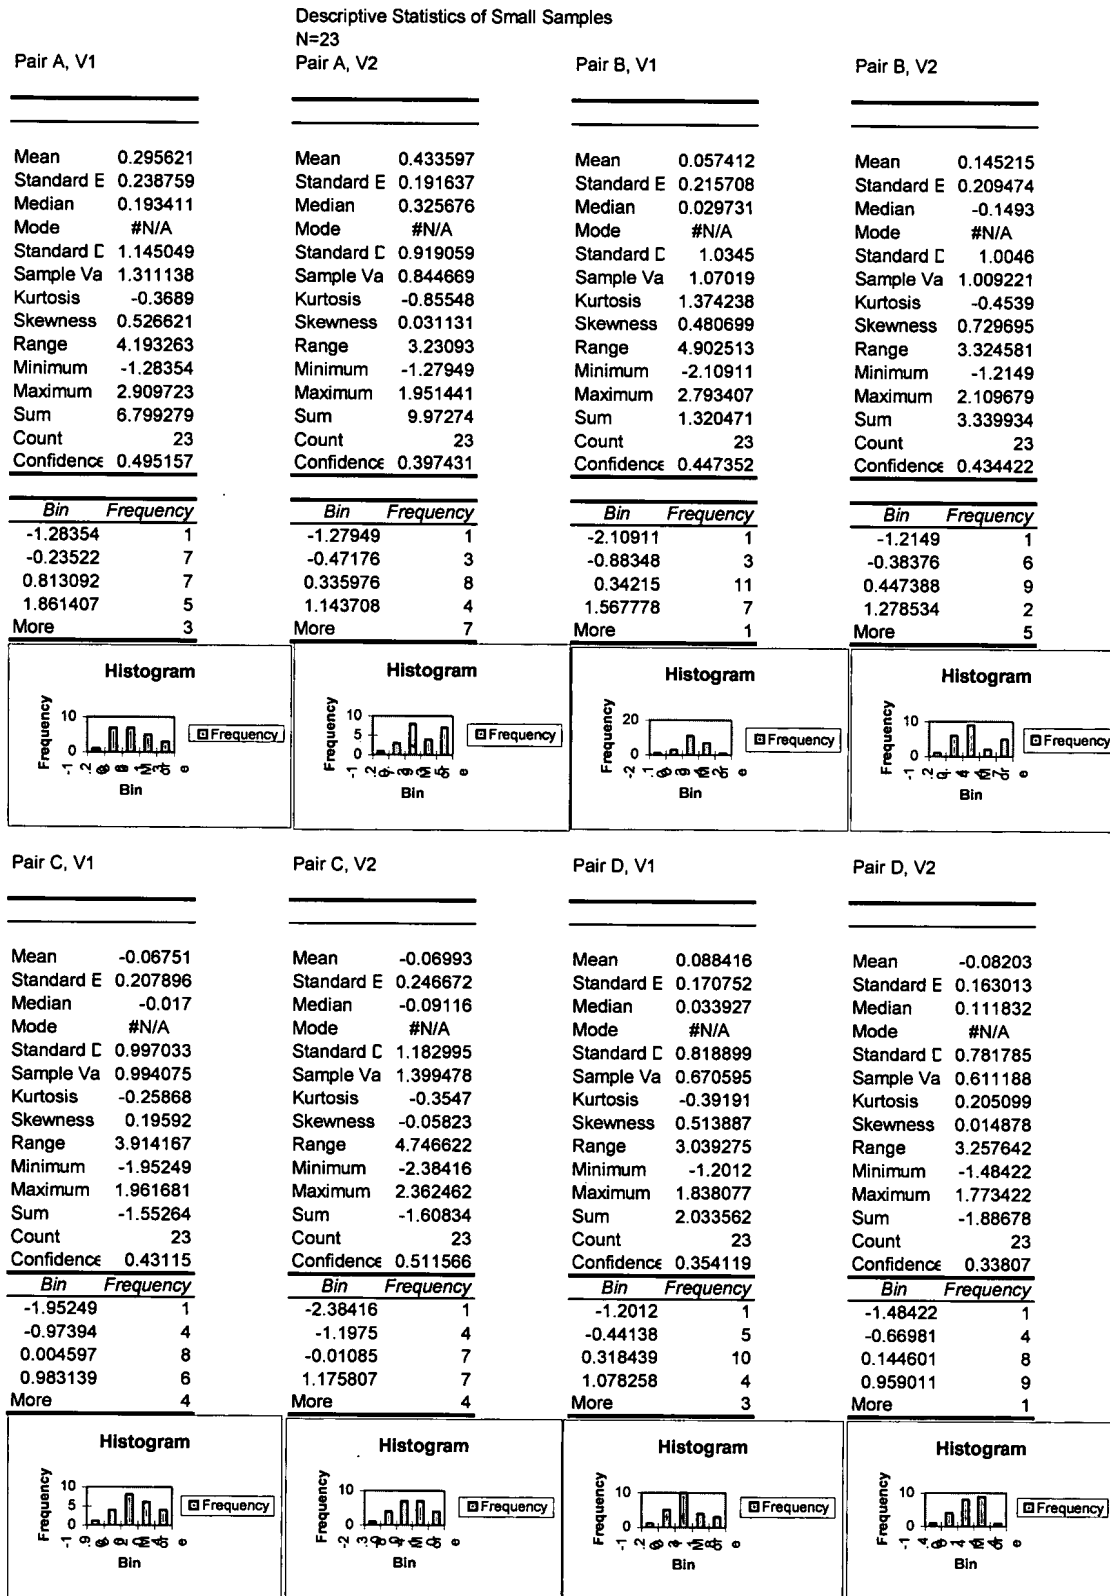 Descriptive Statistics of Small Samples
N=23
Pair A, V1
Mean 0.295621
Standard E 0.238759
Median 0.193411
Mode #N/A
Standard D 1.145049
Sample Va 1.311138
Kurtosis -0.3689
Skewness 0.526621
Range 4.193263
Minimum -1.28354
Maximum 2.909723
Sum 6.799279
Count 23
Confidence 0.495157
Bin Frequency
-1.28354 1
-0.23522 7
0.813092 7
1.861407 5
More 3
Histogram
Frequency
10
0
Frequency
Bin
Pair A, V2
Mean 0.433597
Standard E 0.191637
Median 0.325676
Mode #N/A
Standard D 0.919059
Sample Va 0.844669
Kurtosis -0.85548
Skewness 0.031131
Range 3.23093
Minimum -1.27949
Maximum 1.951441
Sum 9.97274
Count 23
Confidence 0.397431
Bin Frequency
-1.27949 1
-0.47176 3
0.335976 8
1.143708 4
More 7
Histogram
Frequency
10
5
0
Frequency
Bin
Pair B, V1
Mean 0.057412
Standard E 0.215708
Median 0.029731
Mode #N/A
Standard D 1.0345
Sample Va 1.07019
Kurtosis 1.374238
Skewness 0.480699
Range 4.902513
Minimum -2.10911
Maximum 2.793407
Sum 1.320471
Count 23
Confidence 0.447352
Bin Frequency
-2.10911 1
-0.88348 3
0.34215 11
1.567778 7
More 1
Histogram
Frequency
20
0
Frequency
Bin
Pair B, V2
Mean 0.145215
Standard E 0.209474
Median -0.1493
Mode #N/A
Standard D 1.0046
Sample Va 1.009221
Kurtosis -0.4539
Skewness 0.729695
Range 3.324581
Minimum -1.2149
Maximum 2.109679
Sum 3.339934
Count 23
Confidence 0.434422
Bin Frequency
-1.2149 1
-0.38376 6
0.447388 9
1.278534 2
More 5
Histogram
Frequency
10
0
Frequency
Bin
Pair C, V1
Mean -0.06751
Standard E 0.207896
Median -0.017
Mode #N/A
Standard D 0.997033
Sample Va 0.994075
Kurtosis -0.25868
Skewness 0.19592
Range 3.914167
Minimum -1.95249
Maximum 1.961681
Sum -1.55264
Count 23
Confidence 0.43115
Bin Frequency
-1.95249 1
-0.97394 4
0.004597 8
0.983139 6
More 4
Histogram
Frequency
10
5
0
Frequency
Bin
Pair C, V2
Mean -0.06993
Standard E 0.246672
Median -0.09116
Mode #N/A
Standard D 1.182995
Sample Va 1.399478
Kurtosis -0.3547
Skewness -0.05823
Range 4.746622
Minimum -2.38416
Maximum 2.362462
Sum -1.60834
Count 23
Confidence 0.511566
Bin Frequency
-2.38416 1
-1.1975 4
-0.01085 7
1.175807 7
More 4
Histogram
Frequency
10
0
Frequency
Bin
Pair D, V1
Mean 0.088416
Standard E 0.170752
Median 0.033927
Mode #N/A
Standard D 0.818899
Sample Va 0.670595
Kurtosis -0.39191
Skewness 0.513887
Range 3.039275
Minimum -1.2012
Maximum 1.838077
Sum 2.033562
Count 23
Confidence 0.354119
Bin Frequency
-1.2012 1
-0.44138 5
0.318439 10
1.078258 4
More 3
Histogram
Frequency
10
0
Frequency
Bin
Pair D, V2
Mean -0.08203
Standard E 0.163013
Median 0.111832
Mode #N/A
Standard D 0.781785
Sample Va 0.611188
Kurtosis 0.205099
Skewness 0.014878
Range 3.257642
Minimum -1.48422
Maximum 1.773422
Sum -1.88678
Count 23
Confidence 0.33807
Bin Frequency
-1.48422 1
-0.66981 4
0.144601 8
0.959011 9
More 1
Histogram
Frequency
10
0
Frequency
Bin